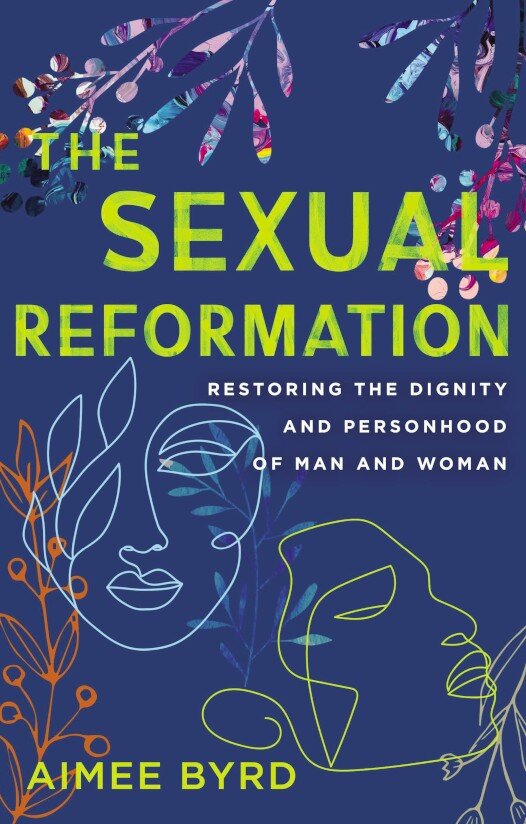 THE
SEXUAL
REFORMATION
RESTORING THE DIGNITY
AND PERSONHOOD
OF MAN AND WOMAN
AIMEE BYRD